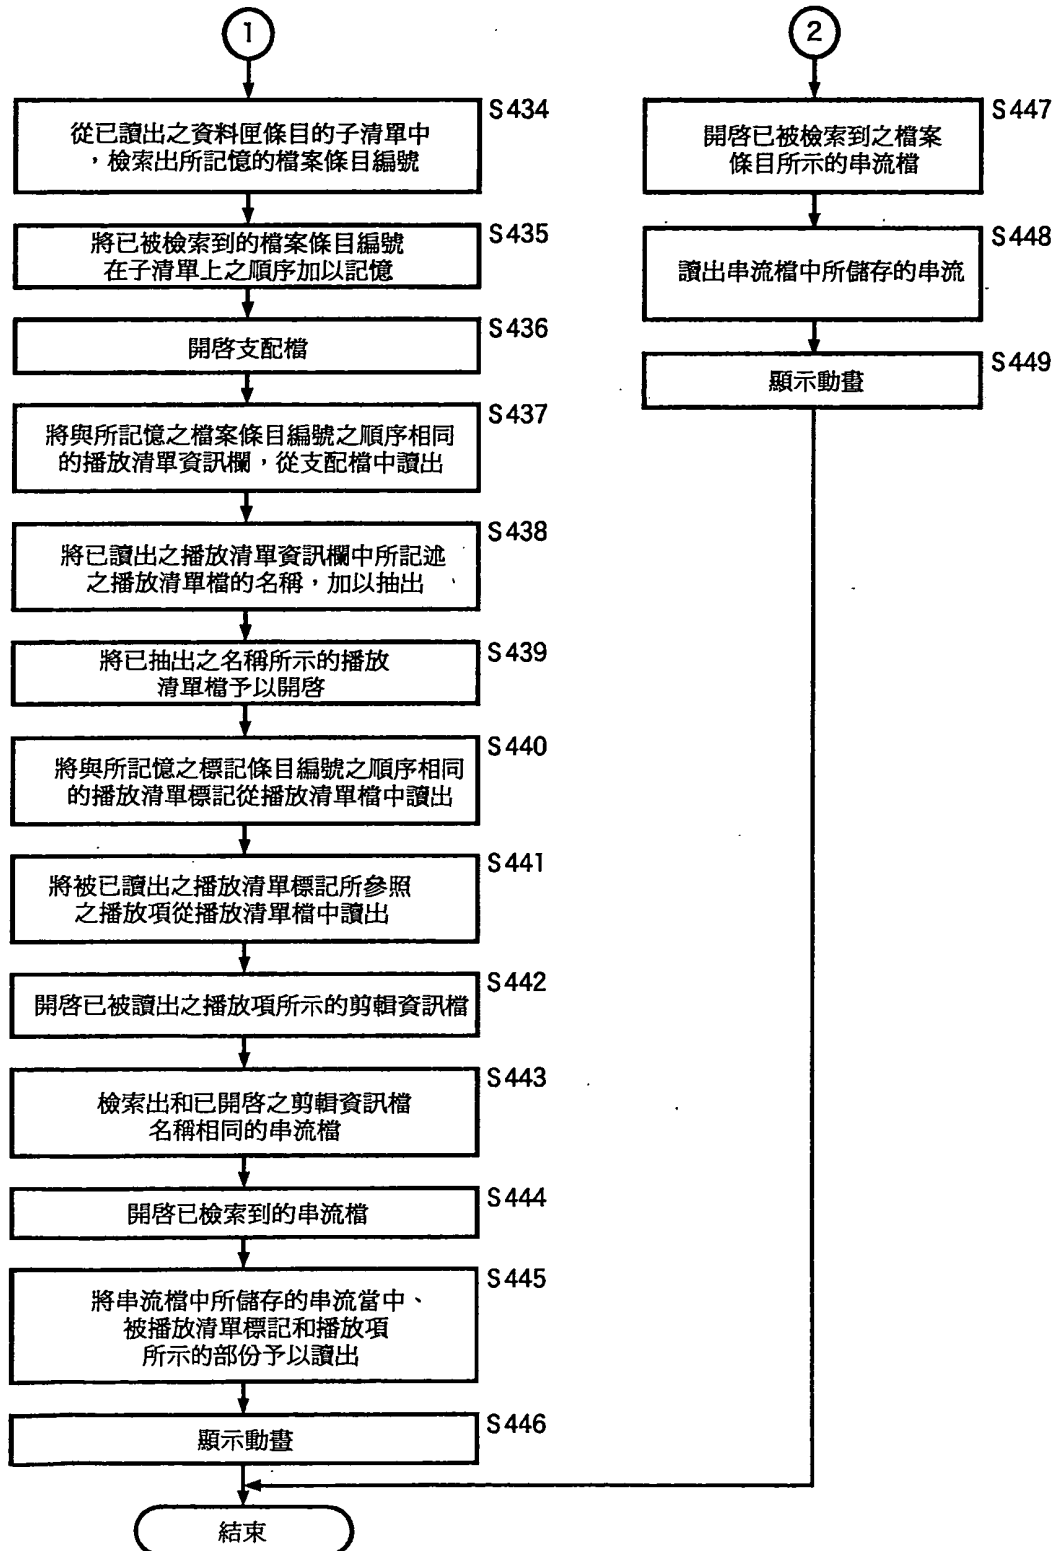 1
S434
從已讀出之資料匣條目的子清單中
，檢索出所記憶的檔案條目編號
S435
將已被檢索到的檔案條目編號
在子清單上之順序加以記憶
S436
開啓支配檔
S437
將與所記憶之檔案條目編號之順序相同
的播放清單資訊欄，從支配檔中讀出
S438
將已讀出之播放清單資訊欄中所記述
之播放清單檔的名稱，加以抽出
S439
將已抽出之名稱所示的播放
清單檔予以開啓
S440
將與所記憶之標記條目編號之順序相同
的播放清單標記從播放清單檔中讀出
S441
將被已讀出之播放清單標記所參照
之播放項從播放清單檔中讀出
S442
開啓已被讀出之播放項所示的剪輯資訊檔
S443
檢索出和已開啓之剪輯資訊檔
名稱相同的串流檔
S444
開啓已檢索到的串流檔
S445
將串流檔中所儲存的串流當中、
被播放清單標記和播放項
所示的部份予以讀出
S446
顯示動畫
結束
2
S447
開啓已被檢索到之檔案
條目所示的串流檔
S448
讀出串流檔中所儲存的串流
S449
顯示動畫